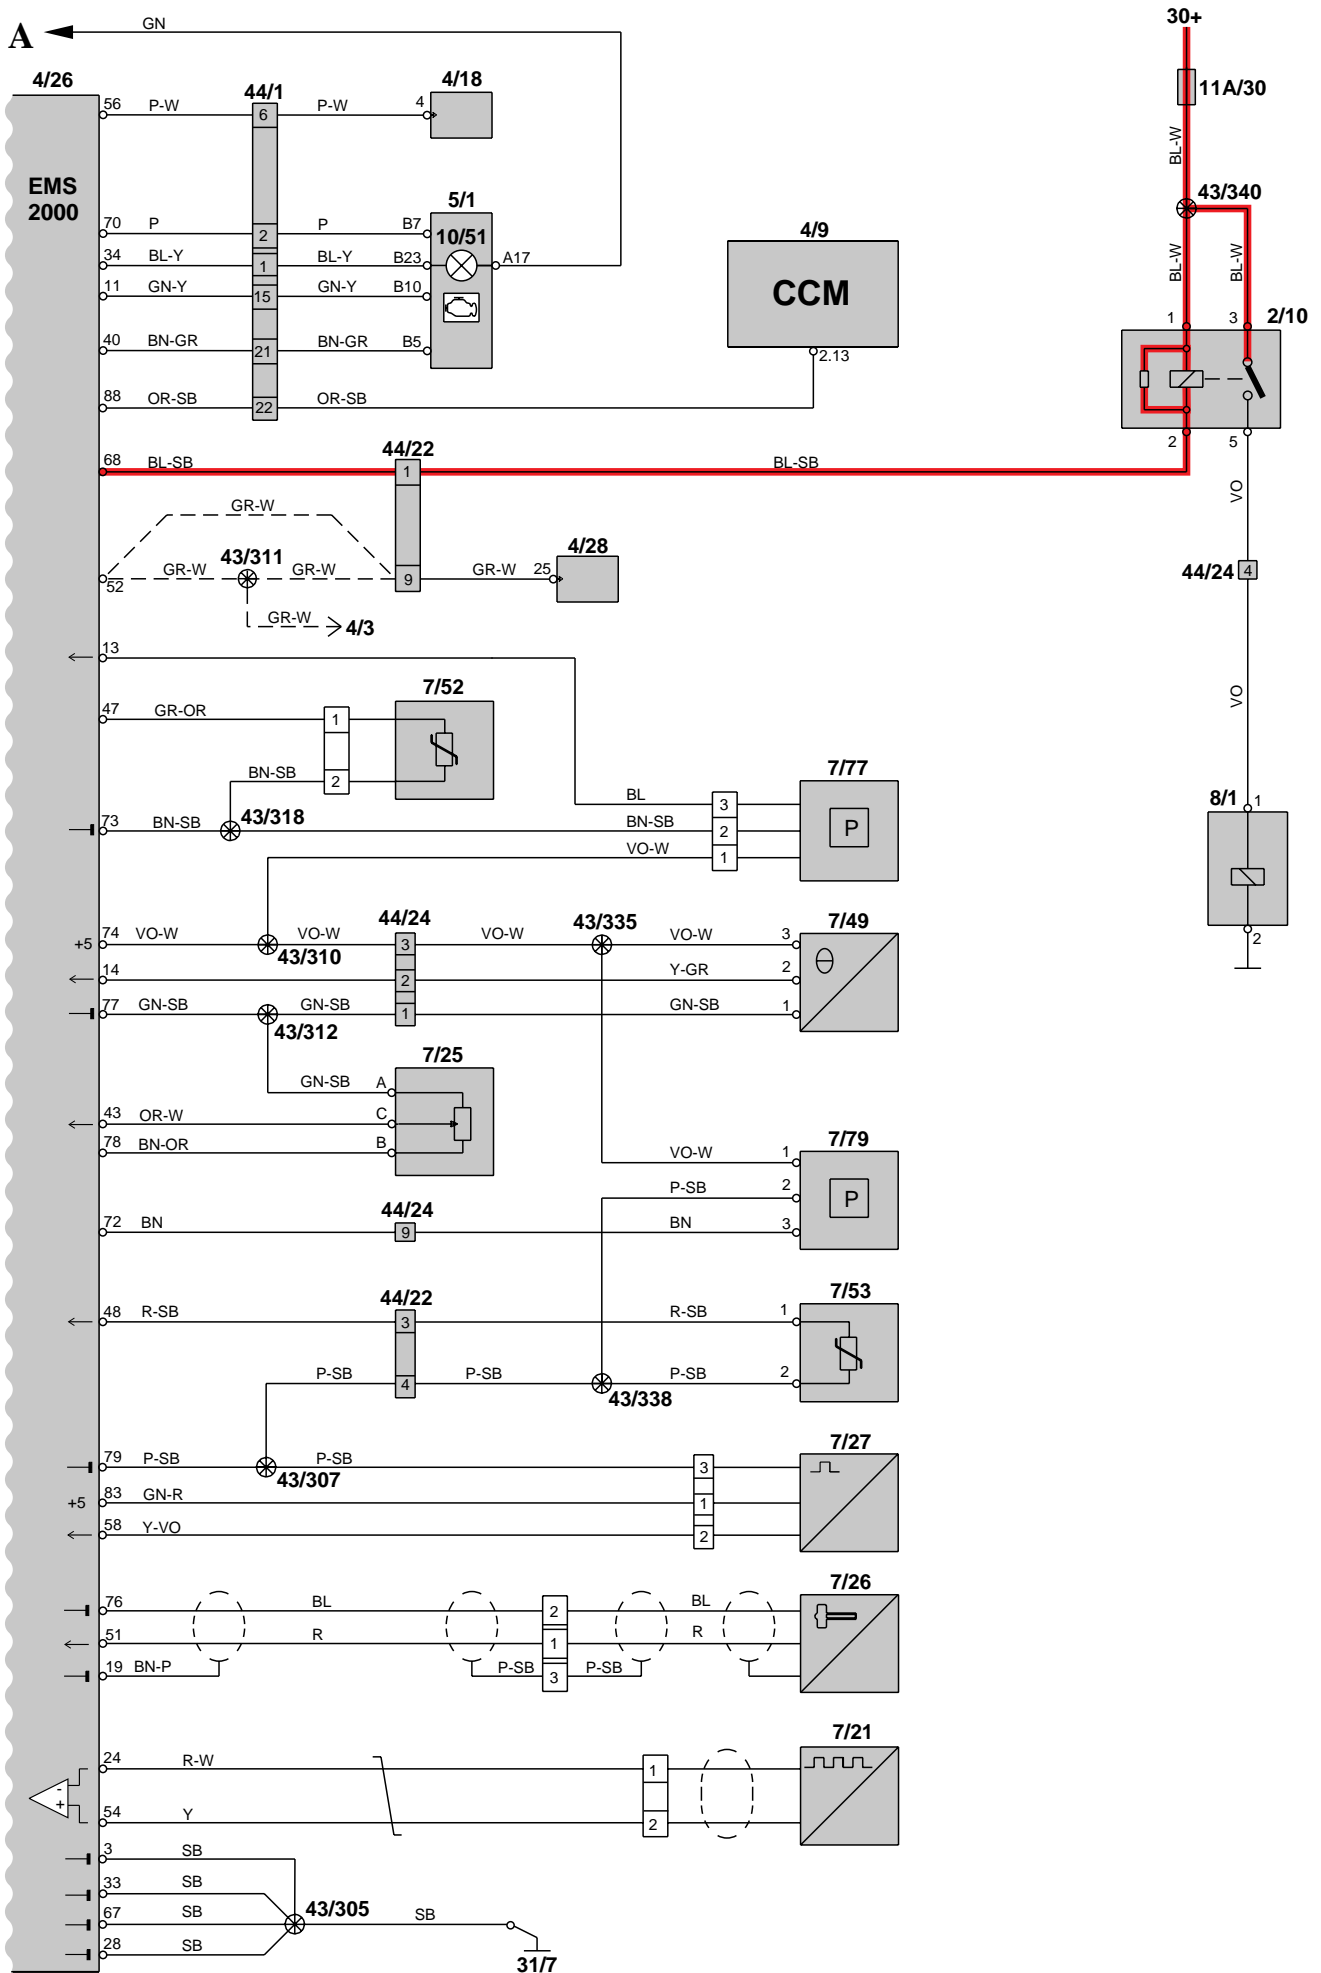 A
GN
30+
4/26
44/1
4/18
11A/30
56 P-W 6 P-W 4
BL-W
EMS
2000
5/1
43/340
70 P 2 P B7
10/51
4/9
34 BL-Y 1 BL-Y B23 A17
BL-W BL-W
CCM
11 GN-Y 15 GN-Y B10
1 3 2/10
40 BN-GR 21 BN-GR B5
2.13
88 OR-SB 22 OR-SB
44/22
2 5
68 BL-SB 1 BL-SB
VO
GR-W
43/311
4/28
52 GR-W GR-W 9 GR-W 25
44/24 4
GR-W 4/3
13
7/52
VO
47 GR-OR 1
BN-SB 2
7/77
BL 3
8/1 1
43/318
73 BN-SB BN-SB 2 P
VO-W 1
44/24
43/335
7/49
+5 74 VO-W VO-W 3 VO-W VO-W 3
2
43/310
14 2 Y-GR 2
77 GN-SB GN-SB 1 GN-SB 1
43/312
7/25
GN-SB A
43 OR-W C
78 BN-OR B
7/79
VO-W 1
P-SB 2 P
44/24
72 BN 9 BN 3
44/22
7/53
48 R-SB 3 R-SB 1
P-SB 4 P-SB P-SB 2
43/338
7/27
79 P-SB P-SB 3
43/307
+5 83 GN-R 1
58 Y-VO 2
7/26
76 BL 2 BL
51 R 1 R
19 BN-P P-SB 3 P-SB
7/21
24 R-W 1
-
+
54 Y 2
3 SB
33 SB
43/305
67 SB SB
28 SB
31/7